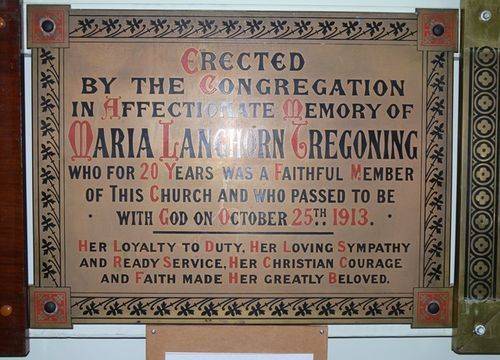 ERECTED
BY THE CONGREGATION
IN AFFECTIONATE MEMORY OF
MARIA LANGHORN TREGONING
WHO FOR 20 YEARS WAS A FAITHFUL MEMBER
OF THIS CHURCH AND WHO PASSED TO BE
· WITH GOD ON OCTOBER 25TH. 1913. ·
HER LOYALTY TO DUTY, HER LOVING SYMPATHY
AND READY SERVICE, HER CHRISTIAN COURAGE
AND FAITH MADE HER GREATLY BELOVED.